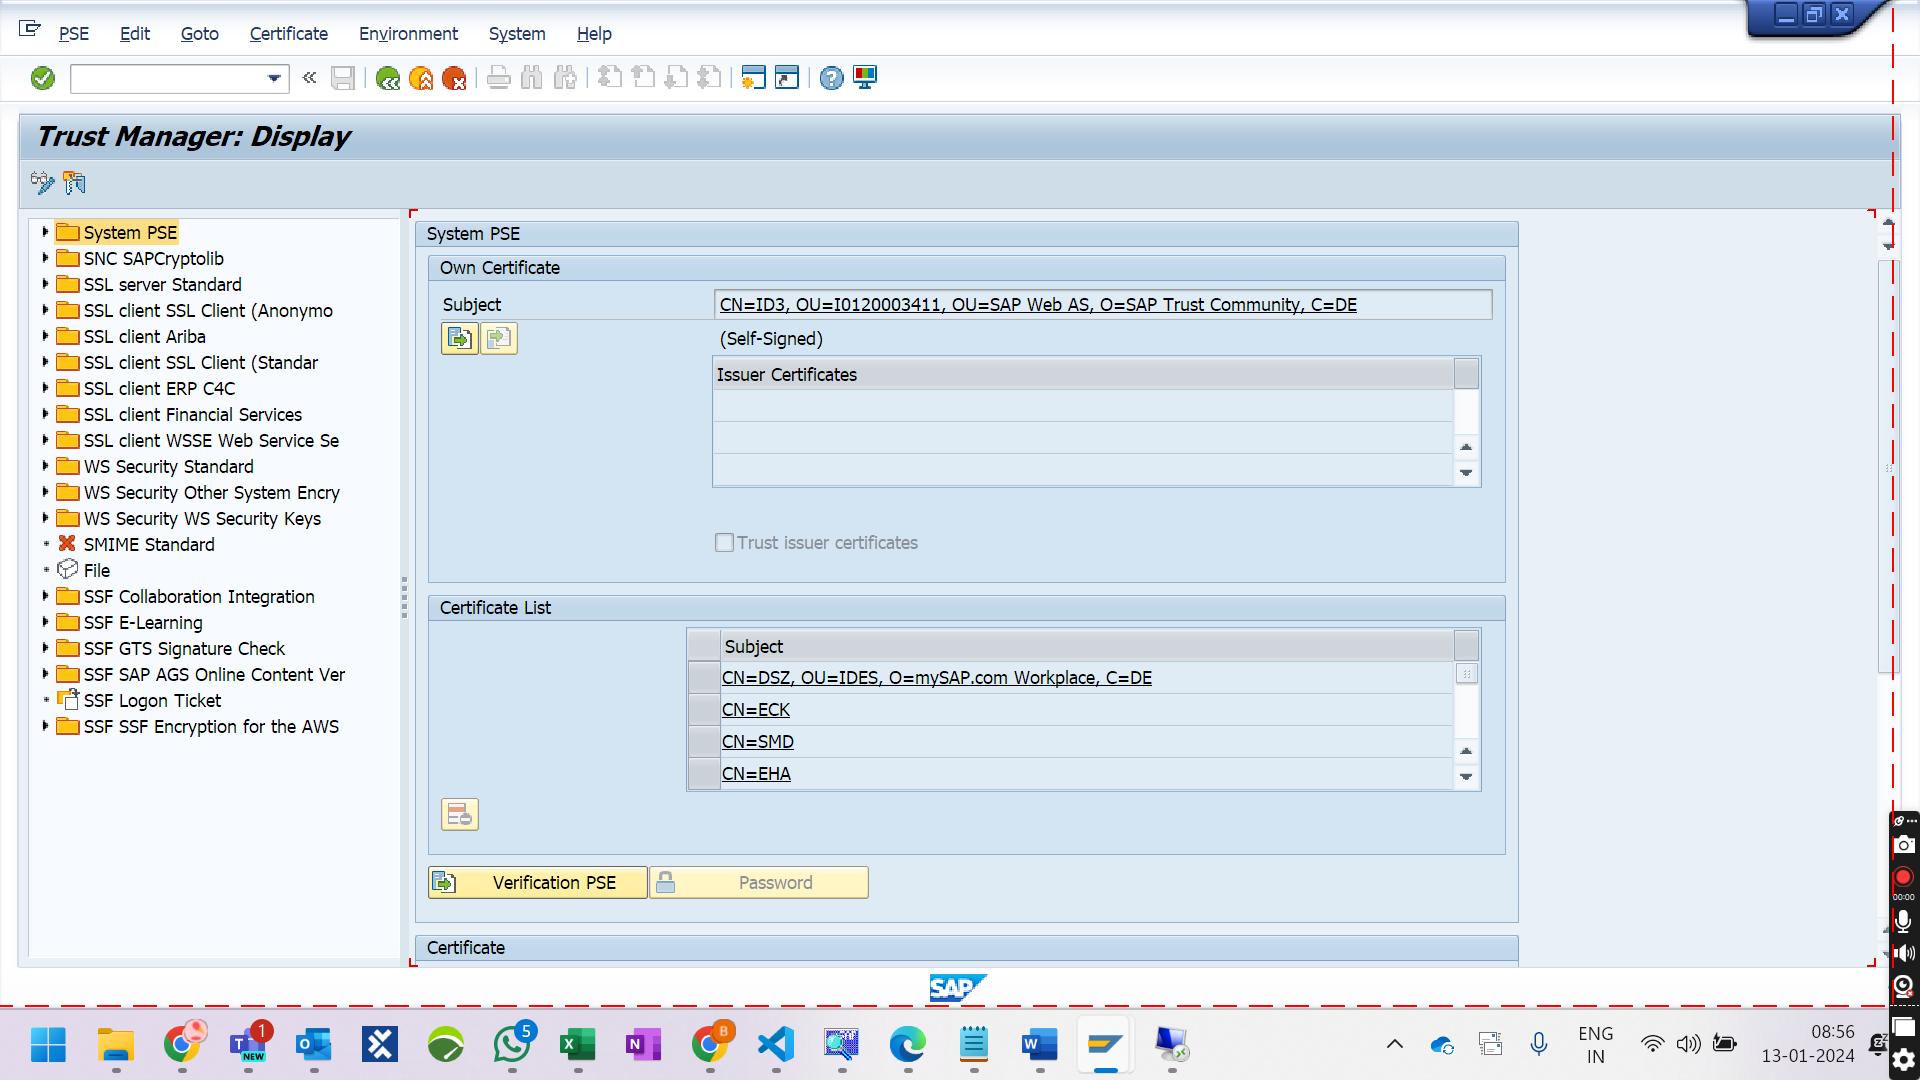 PSE Edit Goto Certificate Environment System Help
Trust Manager: Display
System PSE
SNC SAPCryptolib
SSL server Standard
SSL client SSL Client (Anonymo
SSL client Ariba
SSL client SSL Client (Standar
SSL client ERP C4C
SSL client Financial Services
SSL client WSSE Web Service Se
WS Security Standard
WS Security Other System Encry
WS Security WS Security Keys
SMIME Standard
File
SSF Collaboration Integration
SSF E-Learning
SSF GTS Signature Check
SSF SAP AGS Online Content Ver
SSF Logon Ticket
SSF SSF Encryption for the AWS
System PSE
Own Certificate
Subject CN=ID3, OU=I0120003411, OU=SAP Web AS, O=SAP Trust Community, C=DE
(Self-Signed)
Issuer Certificates
Trust issuer certificates
Certificate List
Subject
CN=DSZ, OU=IDES, O=mySAP.com Workplace, C=DE
CN=ECK
CN=SMD
CN=EHA
Verification PSE Password
Certificate
SAP
00:00
1
NEW
5
B
ENG
IN
08:56
13-01-2024